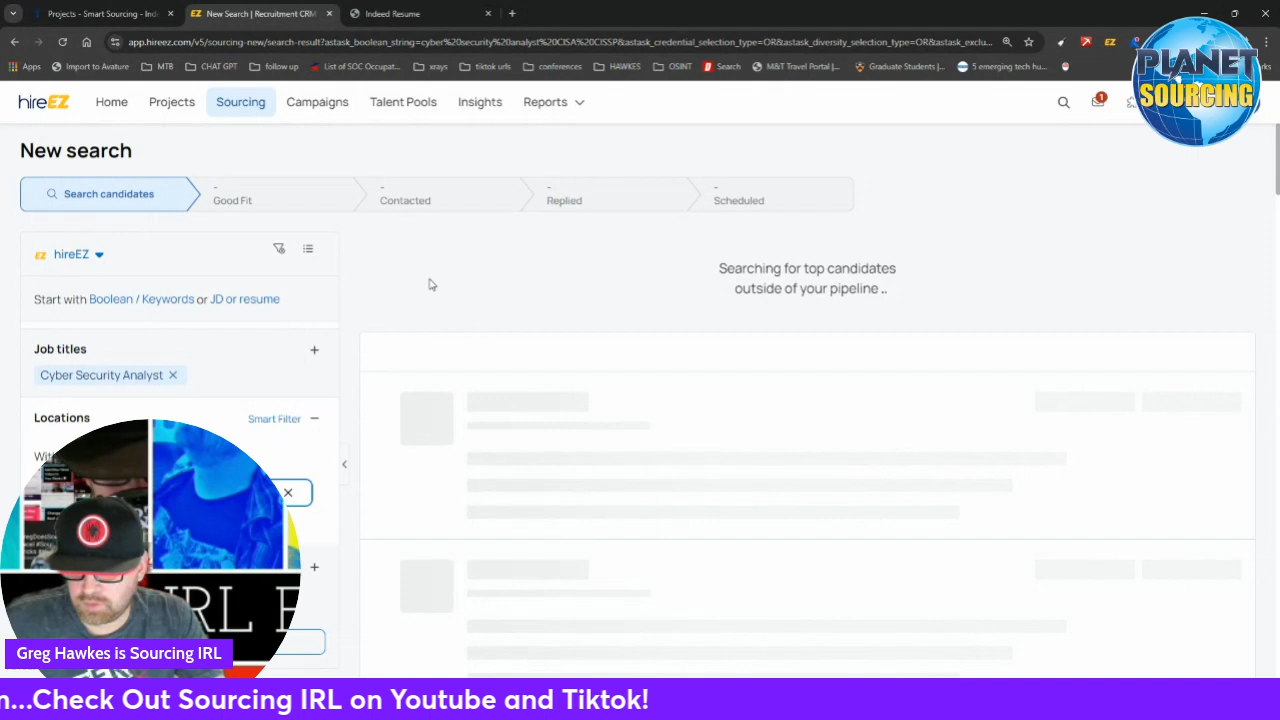 Projects - Smart Sourcing - Ind
New Search | Recruitment CRM
Indeed Resume
app.hireez.com/v5/sourcing-new/search-result?astask_boolean_string=cyber%20security%20analyst%20CISA%20CISSP&astask_credential_selection_type=OR&astask_diversity_selection_type=OR&astask_exclu...
Apps
Import to Avature
MTB
CHAT GPT
follow up
List of SOC Occupat...
xrays
tiktok urls
conferences
HAWKES
OSINT
Search
M&T Travel Portal |...
Graduate Students |...
5 emerging tech hu...
PLANET
SOURCING
hireEZ
Home
Projects
Sourcing
Campaigns
Talent Pools
Insights
Reports
1
New search
Search candidates
- Good Fit
- Contacted
- Replied
- Scheduled
EZ hireEZ
Start with Boolean / Keywords or JD or resume
Searching for top candidates
outside of your pipeline ..
Job titles
Cyber Security Analyst
Locations
Smart Filter
IRL
Greg Hawkes is Sourcing IRL
...Check Out Sourcing IRL on Youtube and Tiktok!